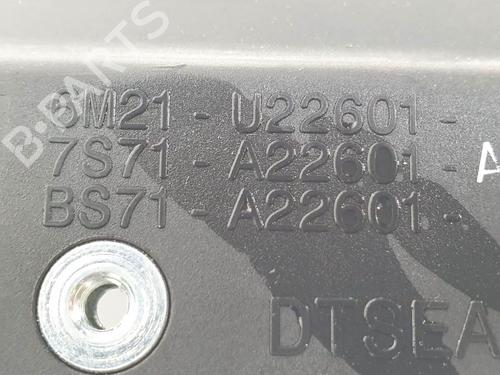 B-PARTS
6M21 - U22601 -
7S71 - A22601 - A
BS71 - A22601 -
DTSEA